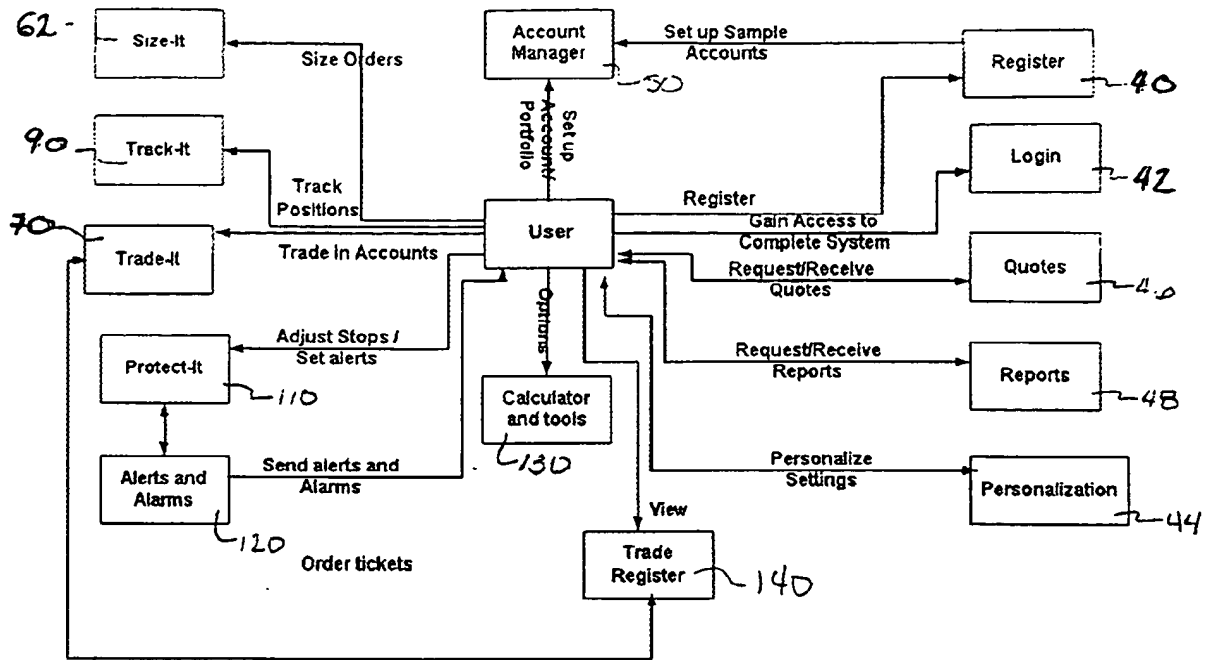 62
Size-It
Size Orders
Account
Manager
50
Set up Sample
Accounts
Register
40
90
Track-It
Track
Positions
Set up
Account/
Portfolio
Login
42
Register
Gain Access to
Complete System
User
70
Trade-It
Trade in Accounts
Request/Receive
Quotes
Quotes
Options
Adjust Stops /
Set alerts
Protect-It
110
Request/Receive
Reports
Reports
48
Calculator
and tools
130
Alerts and
Alarms
120
Send alerts and
Alarms
Personalize
Settings
Personalization
44
View
Order tickets
Trade
Register
140